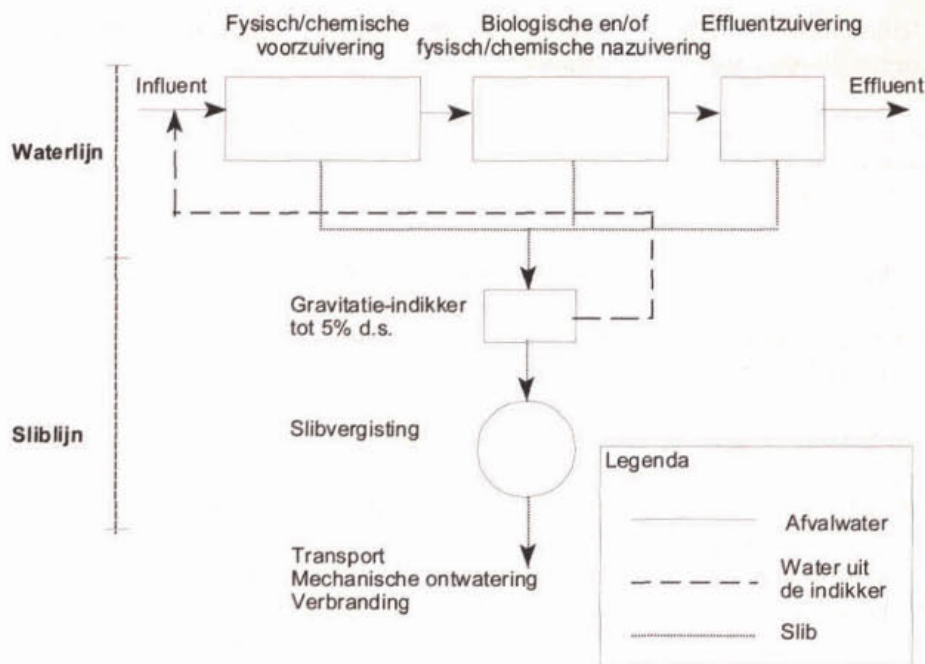 Fysisch/chemische
voorzuivering
Biologische en/of
fysisch/chemische nazuivering
Effluentzuivering
Influent
Effluent
Waterlijn
Gravitatie-indikker
tot 5% d.s.
Sliblijn
Slibvergisting
Legenda
Afvalwater
Water uit
de indikker
Slib
Transport
Mechanische ontwatering
Verbranding